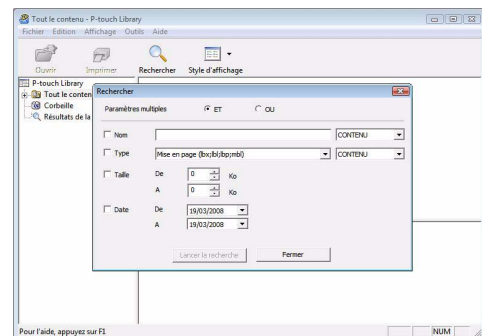 Tout le contenu - P-touch Library
Fichier Edition Affichage Outils Aide
Ouvrir Imprimer Rechercher Style d'affichage
P-touch Library
Tout le conten
Corbeille
Résultats de la
Rechercher
Paramètres multiples ET OU
Nom CONTENU
Type Mise en page (lbx;lbl;lbp;mbl) CONTENU
Taille De 0 Ko
A 0 Ko
Date De 19/03/2008
A 19/03/2008
Lancer la recherche Fermer
Pour l'aide, appuyez sur F1 NUM